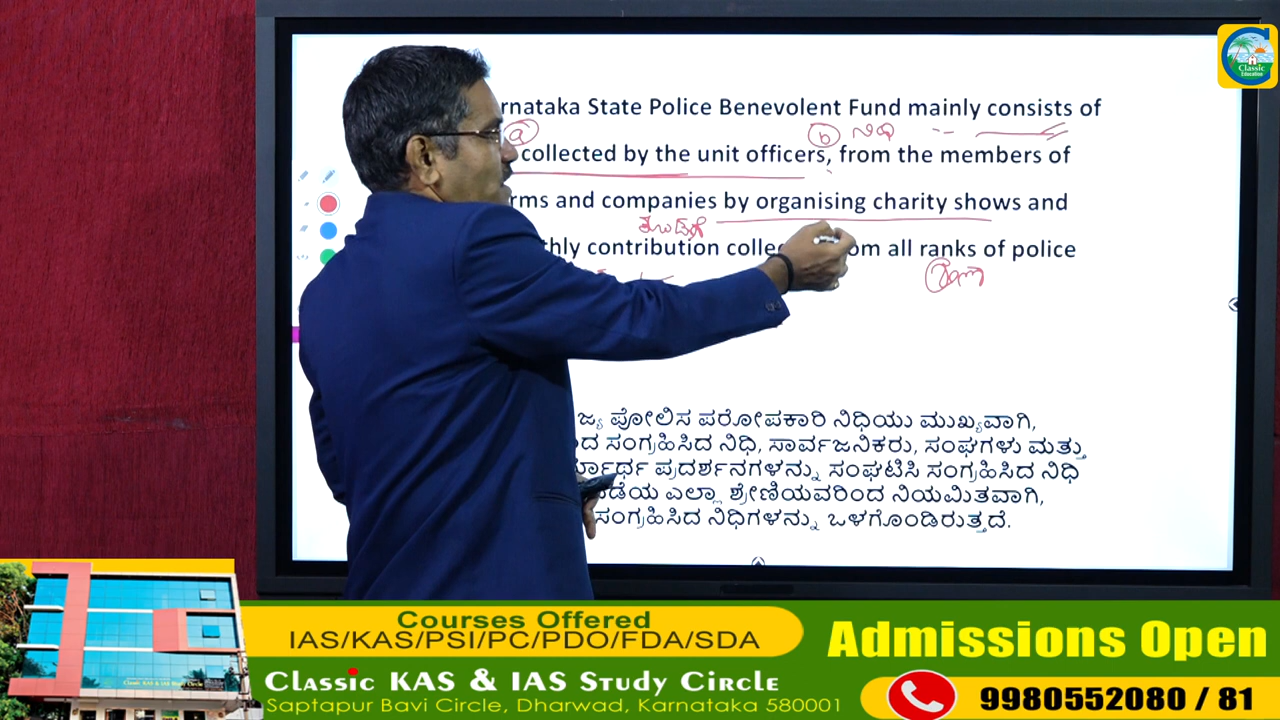 Classic
Education
rnataka State Police Benevolent Fund mainly consists of
a b ನಿಧಿ
collected by the unit officers, from the members of
rms and companies by organising charity shows and
thly contribution colle om all ranks of police
ಜ್ಯ ಪೋಲಿಸ ಪರೋಪಕಾರಿ ನಿಧಿಯು ಮುಖ್ಯವಾಗಿ,
ದ ಸಂಗ್ರಹಿಸಿದ ನಿಧಿ, ಸಾರ್ವಜನಿಕರು, ಸಂಘಗಳು ಮತ್ತು
ರ್ಮಾರ್ಥ ಪ್ರದರ್ಶನಗಳನ್ನು ಸಂಘಟಿಸಿ ಸಂಗ್ರಹಿಸಿದ ನಿಧಿ
ಪಡೆಯ ಎಲ್ಲಾ ಶ್ರೇಣಿಯವರಿಂದ ನಿಯಮಿತವಾಗಿ,
ಸಂಗ್ರಹಿಸಿದ ನಿಧಿಗಳನ್ನು ಒಳಗೊಂಡಿರುತ್ತದೆ.
Courses Offered
IAS/KAS/PSI/PC/PDO/FDA/SDA
Classic KAS & IAS Study Circle
Saptapur Bavi Circle, Dharwad, Karnataka 580001
Admissions Open
9980552080 / 81